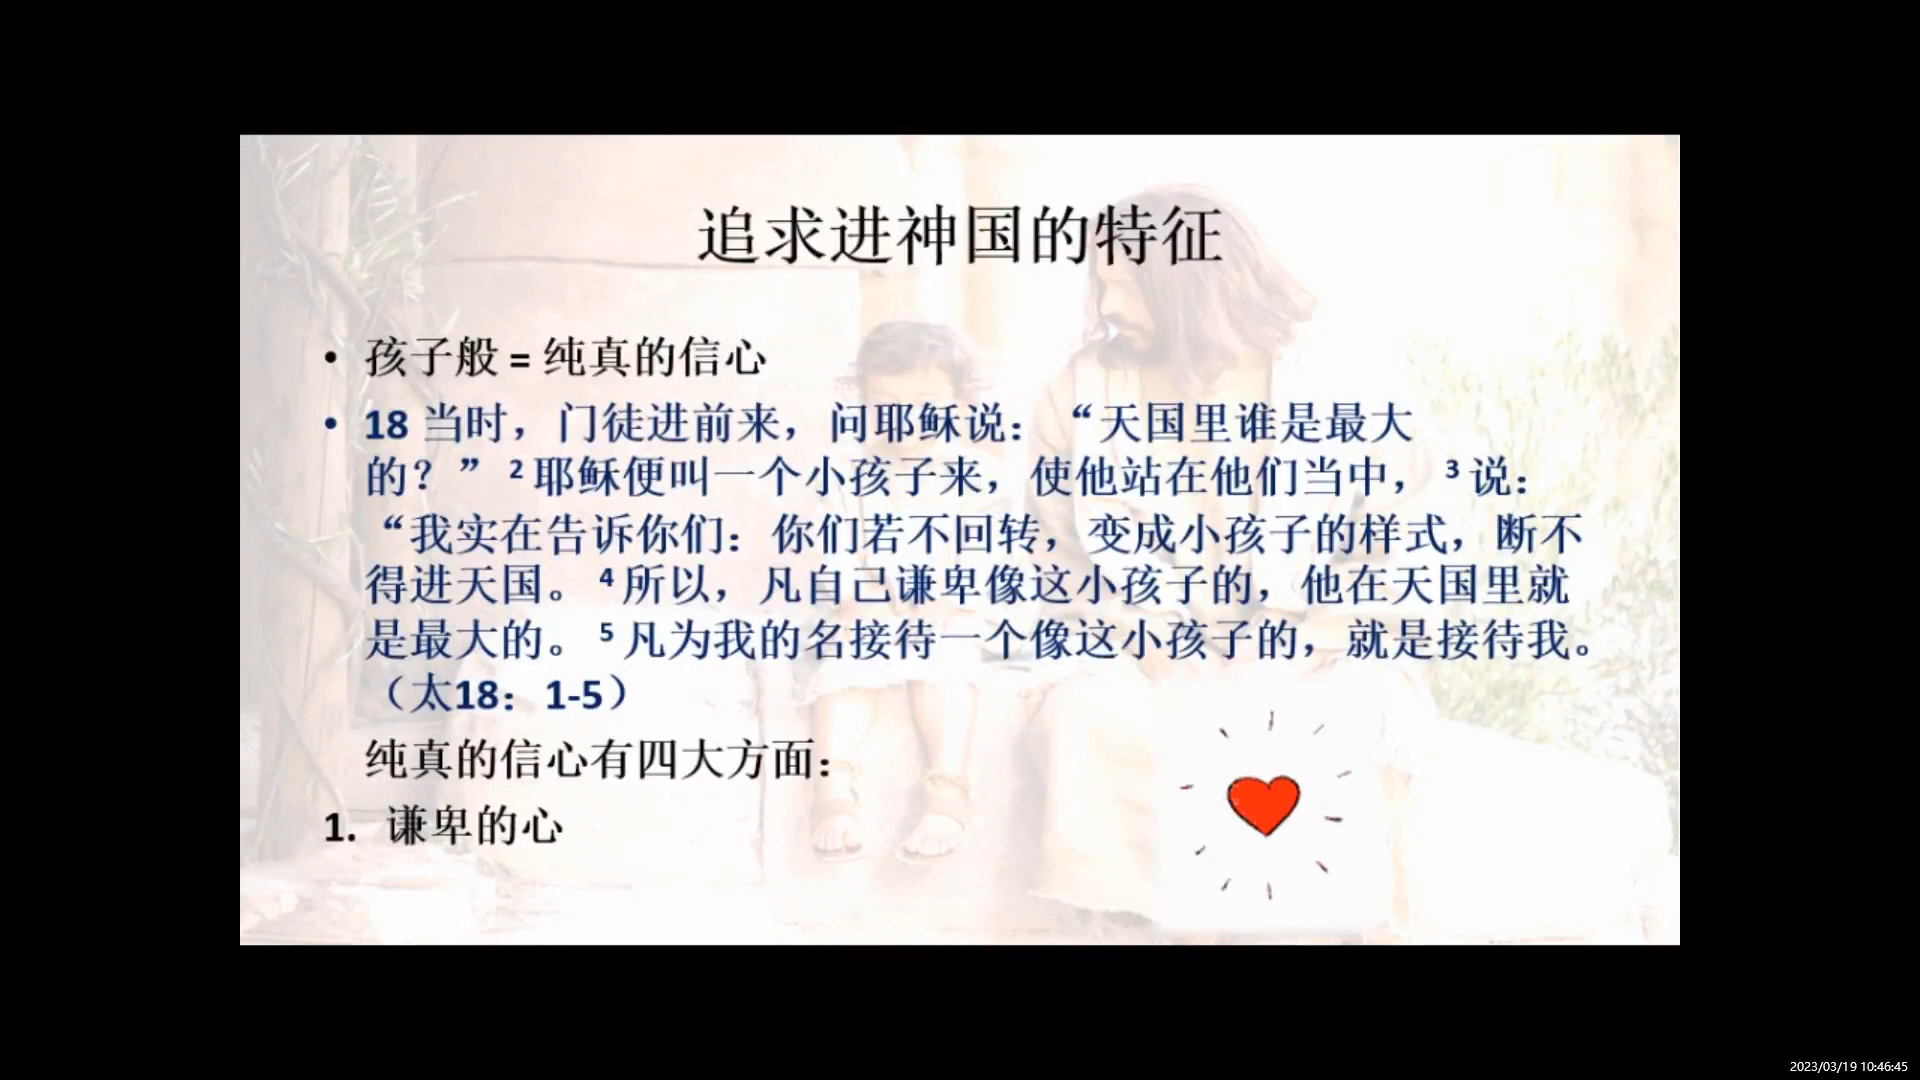 追求进神国的特征
• 孩子般 = 纯真的信心
• 18 当时，门徒进前来，问耶稣说：“天国里谁是最大
的？” 2 耶稣便叫一个小孩子来，使他站在他们当中， 3 说：
“我实在告诉你们：你们若不回转，变成小孩子的样式，断不
得进天国。 4 所以，凡自己谦卑像这小孩子的，他在天国里就
是最大的。 5 凡为我的名接待一个像这小孩子的，就是接待我。
（太18：1-5）
纯真的信心有四大方面：
1. 谦卑的心
2023/03/19 10:46:45